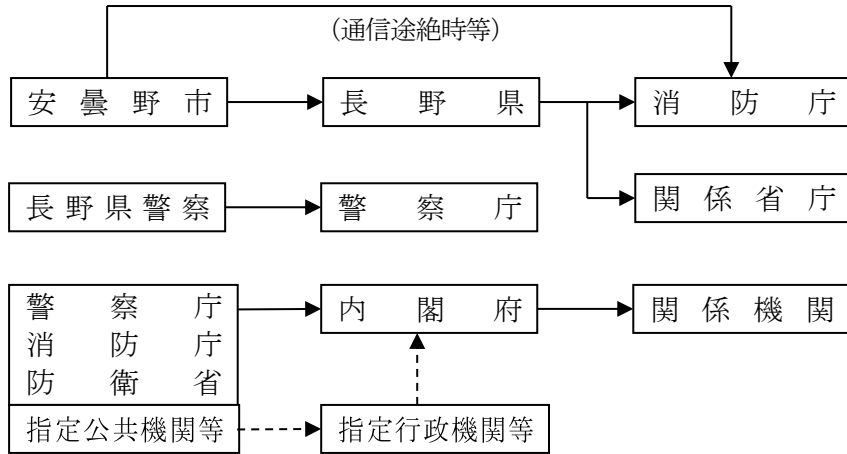 (通信途絶時等)
安曇野市
長野県
消防庁
関係省庁
長野県警察
警察庁
警察庁
消防庁
防衛省
内閣府
関係機関
指定公共機関等
指定行政機関等